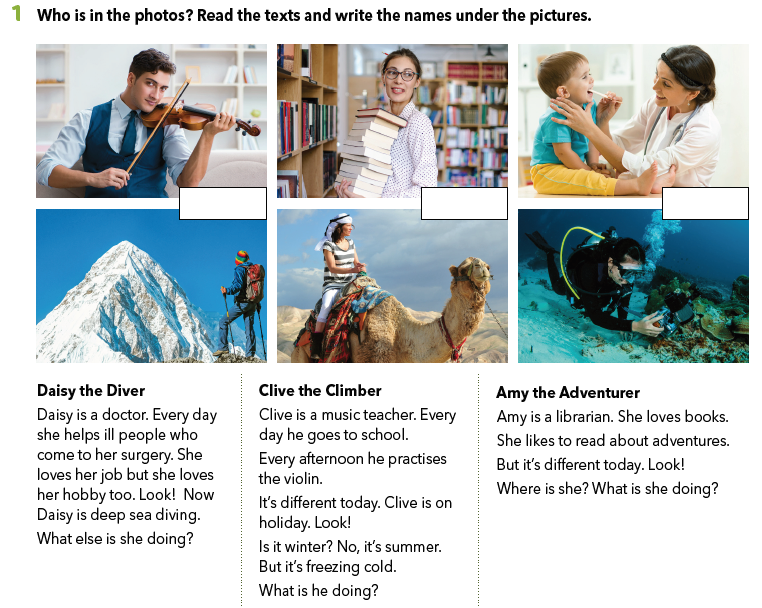 1 Who is in the photos? Read the texts and write the names under the pictures.
Daisy the Diver
Daisy is a doctor. Every day
she helps ill people who
come to her surgery. She
loves her job but she loves
her hobby too. Look! Now
Daisy is deep sea diving.
What else is she doing?
Clive the Climber
Clive is a music teacher. Every
day he goes to school.
Every afternoon he practises
the violin.
It's different today. Clive is on
holiday. Look!
Is it winter? No, it's summer.
But it's freezing cold.
What is he doing?
Amy the Adventurer
Amy is a librarian. She loves books.
She likes to read about adventures.
But it's different today. Look!
Where is she? What is she doing?